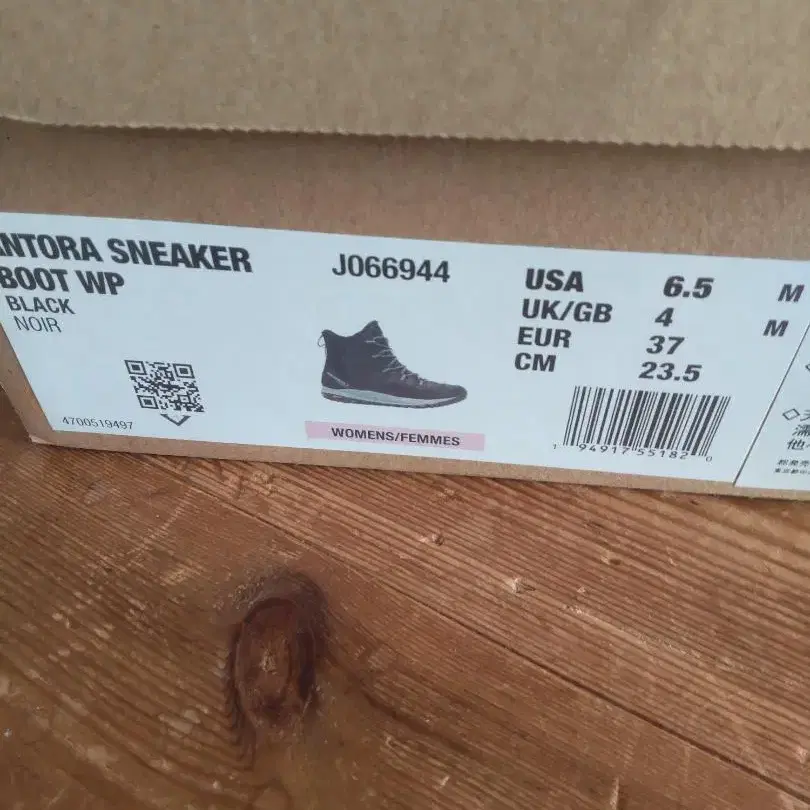 NTORA SNEAKER
BOOT WP
BLACK
NOIR
4700519497
J066944
WOMENS/FEMMES
USA 6.5 M
UK/GB 4 M
EUR 37
CM 23.5
1 94917 55182 0
他